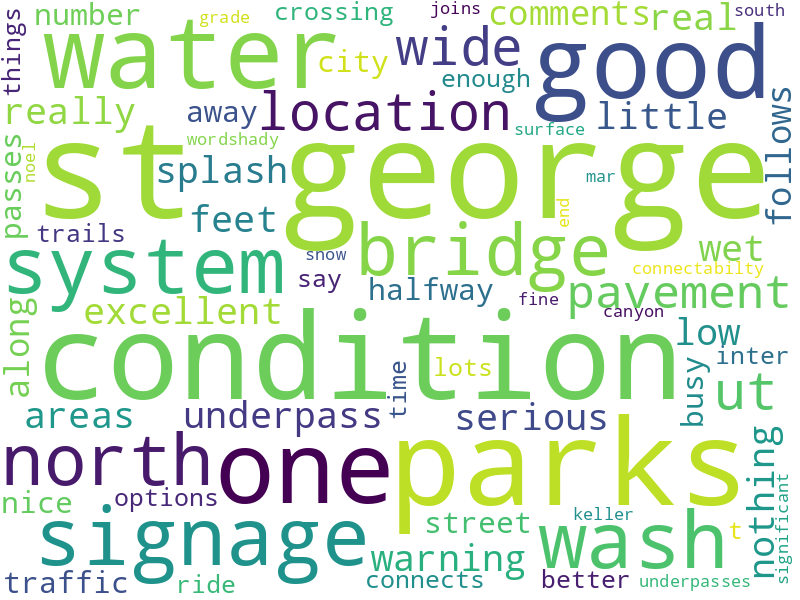 number
grade
crossing
joins
comments
real
south
things
water
city
wide
enough
good
really
away
location
surface
little
follows
passes
noel
wordshady
st
george
splash
mar
feet
end
trails
system
snow
bridge
wet
connectabilty
say
halfway
fine
pavement
excellent
canyon
along
condition
low
inter
lots
time
busy
ut
areas
underpass
serious
north
one
parks
nothing
significant
nice
options
signage
street
keller
wash
t
warning
traffic
ride
connects
better
underpasses